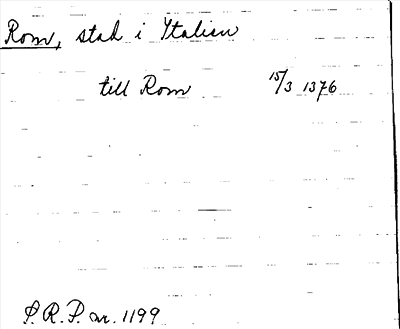 Rom, stad i Italien
till Rom 15/3 1376
S.R.P. nr. 1199